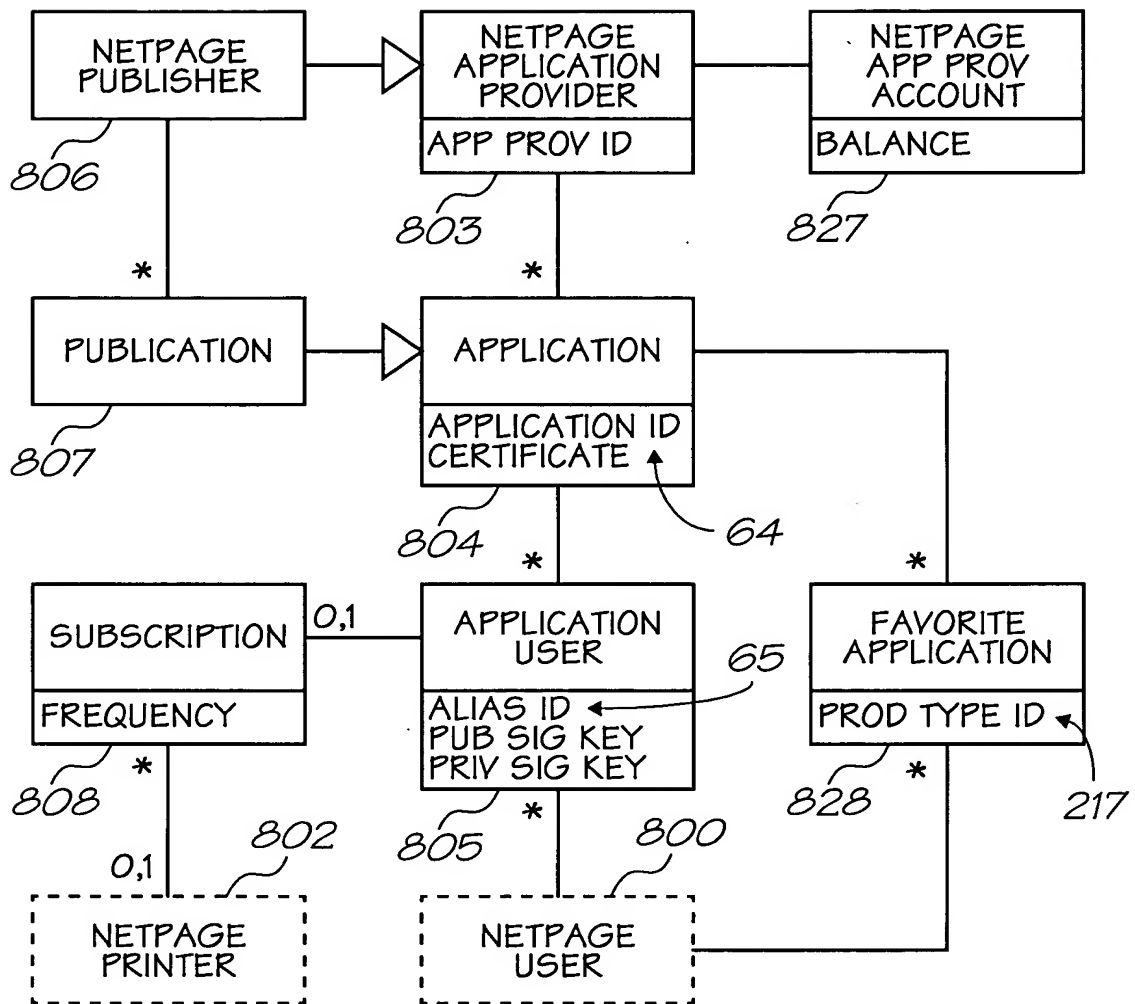 NETPAGE
PUBLISHER
806
NETPAGE
APPLICATION
PROVIDER
APP PROV ID
803
NETPAGE
APP PROV
ACCOUNT
BALANCE
827
*
*
PUBLICATION
807
APPLICATION
APPLICATION ID
CERTIFICATE
804
64
*
*
SUBSCRIPTION
FREQUENCY
808
0,1
APPLICATION
USER
ALIAS ID
PUB SIG KEY
PRIV SIG KEY
805
65
FAVORITE
APPLICATION
PROD TYPE ID
828
217
*
*
*
0,1
802
NETPAGE
PRINTER
800
NETPAGE
USER